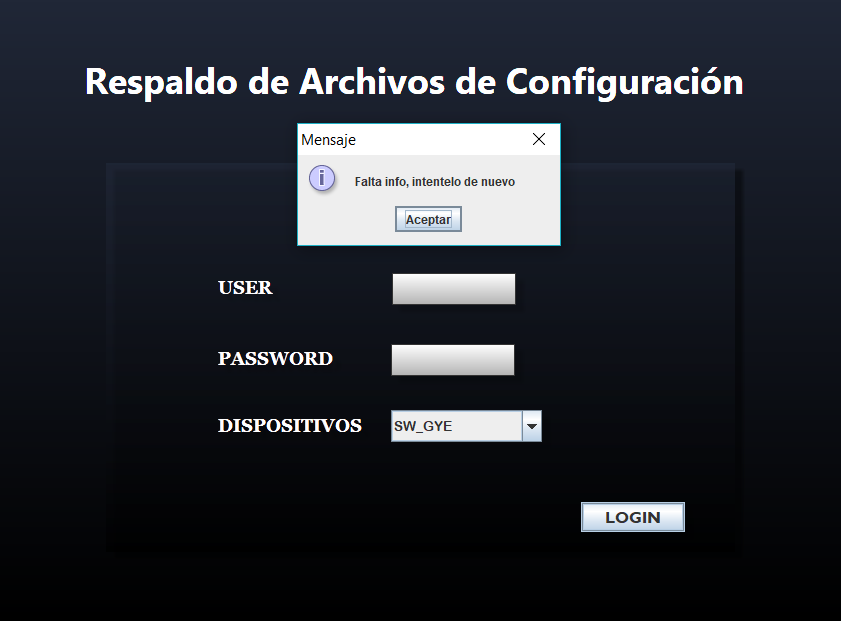 Respaldo de Archivos de Configuración
Mensaje
Falta info, intentelo de nuevo
Aceptar
USER
PASSWORD
DISPOSITIVOS SW_GYE
LOGIN